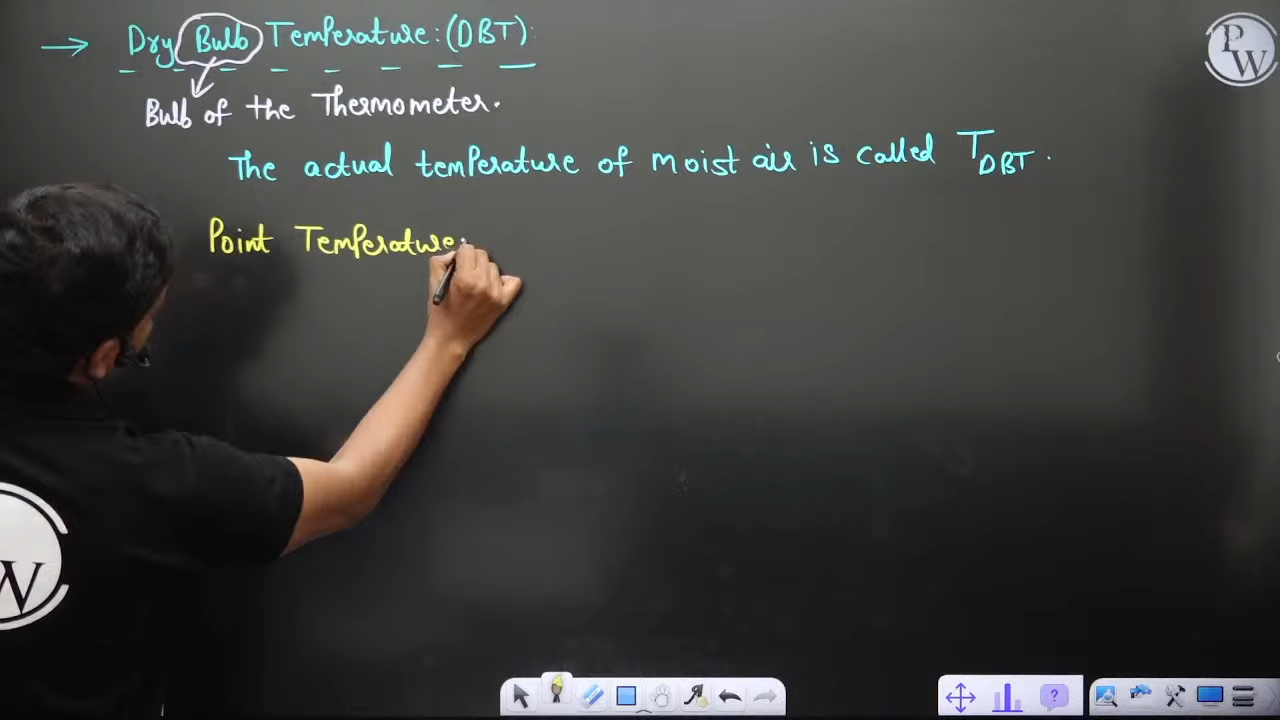 → Dry Bulb Temperature:(DBT):
Bulb of the Thermometer.
The actual temperature of moist air is called T_DBT.
Point Temperature
PW
W